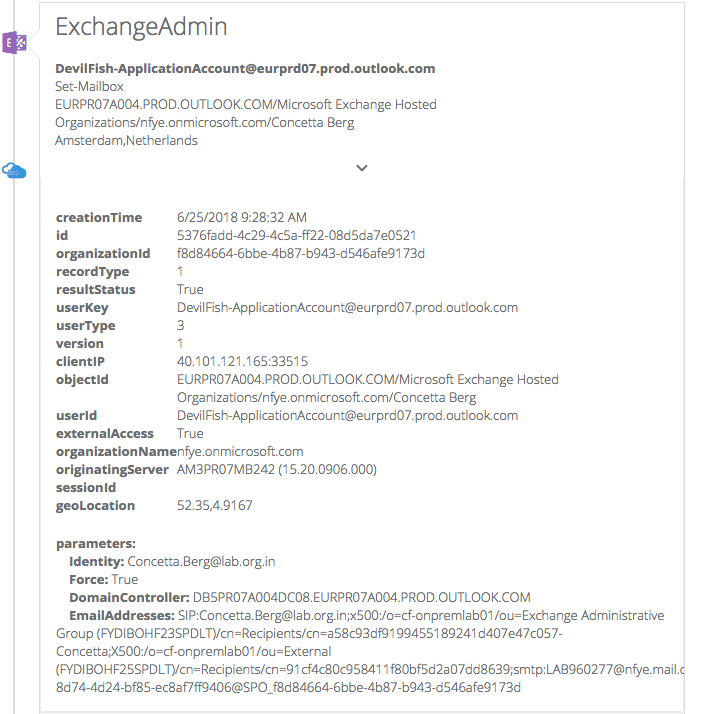 ExchangeAdmin
DevilFish-ApplicationAccount@eurprd07.prod.outlook.com
Set-Mailbox
EURPR07A004.PROD.OUTLOOK.COM/Microsoft Exchange Hosted
Organizations/nfye.onmicrosoft.com/Concetta Berg
Amsterdam,Netherlands
creationTime 6/25/2018 9:28:32 AM
id 5376fadd-4c29-4c5a-ff22-08d5da7e0521
organizationId f8d84664-6bbe-4b87-b943-d546afe9173d
recordType 1
resultStatus True
userKey DevilFish-ApplicationAccount@eurprd07.prod.outlook.com
userType 3
version 1
clientIP 40.101.121.165:33515
objectId EURPR07A004.PROD.OUTLOOK.COM/Microsoft Exchange Hosted
Organizations/nfye.onmicrosoft.com/Concetta Berg
userId DevilFish-ApplicationAccount@eurprd07.prod.outlook.com
externalAccess True
organizationName nfye.onmicrosoft.com
originatingServer AM3PR07MB242 (15.20.0906.000)
sessionId
geoLocation 52.35,4.9167
parameters:
Identity: Concetta.Berg@lab.org.in
Force: True
DomainController: DB5PR07A004DC08.EURPR07A004.PROD.OUTLOOK.COM
EmailAddresses: SIP:Concetta.Berg@lab.org.in;x500:/o=cf-onpremlab01/ou=Exchange Administrative
Group (FYDIBOHF23SPDLT)/cn=Recipients/cn=a58c93df9199455189241d407e47c057-
Concetta;X500:/o=cf-onpremlab01/ou=External
(FYDIBOHF25SPDLT)/cn=Recipients/cn=91cf4c80c958411f80bf5d2a07dd8639;smtp:LAB960277@nfye.mail.c
8d74-4d24-bf85-ec8af7ff9406@SPO_f8d84664-6bbe-4b87-b943-d546afe9173d